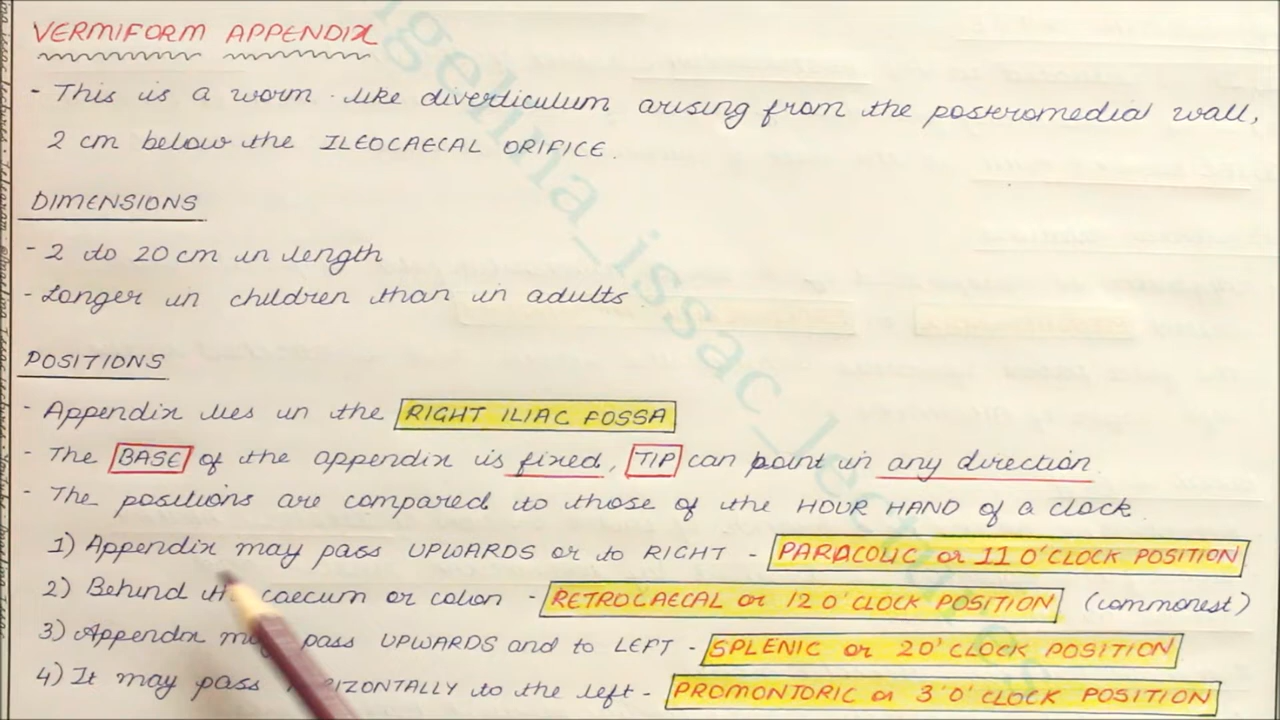 VERMIFORM APPENDIX
- This is a worm-like diverticulum arising from the posteromedial wall,
2 cm below the ILEOCAECAL ORIFICE.
DIMENSIONS
- 2 to 20 cm in length
- Longer in children than in adults
POSITIONS
- Appendix lies in the RIGHT ILIAC FOSSA
- The BASE of the appendix is fixed, TIP can point in any direction
- The positions are compared to those of the HOUR HAND of a clock
1) Appendix may pass UPWARDS or to RIGHT - PARACOLIC or 11 O'CLOCK POSITION
2) Behind the caecum or colon - RETROCAECAL or 12 O'CLOCK POSITION (commonest)
3) Appendix may pass UPWARDS and to LEFT - SPLENIC or 2 O'CLOCK POSITION
4) It may pass HORIZONTALLY to the left - PROMONTORIC or 3 'O' CLOCK POSITION
angelina_issac_lectures